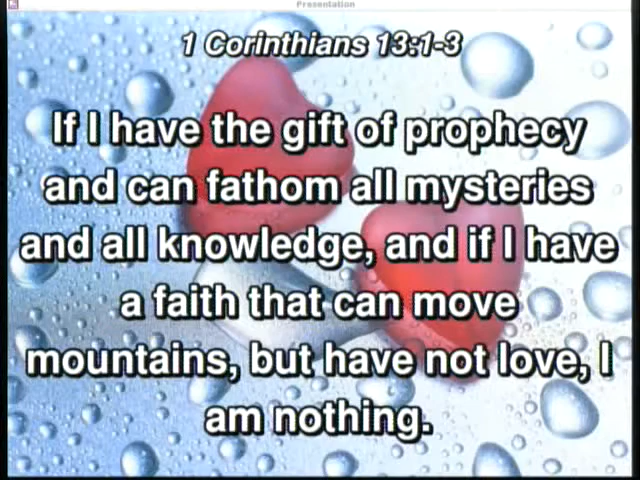 Presentation
1 Corinthians 13:1-3
If I have the gift of prophecy
and can fathom all mysteries
and all knowledge, and if I have
a faith that can move
mountains, but have not love, I
am nothing.